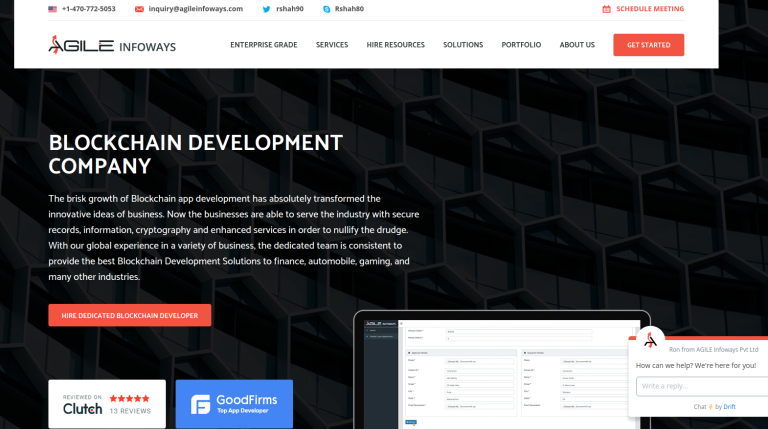 +1-470-772-5053 inquiry@agileinfoways.com rshah90 Rshah80 SCHEDULE MEETING
AGILE INFOWAYS ENTERPRISE GRADE SERVICES HIRE RESOURCES SOLUTIONS PORTFOLIO ABOUT US GET STARTED
BLOCKCHAIN DEVELOPMENT
COMPANY
The brisk growth of Blockchain app development has absolutely transformed the
innovative ideas of business. Now the businesses are able to serve the industry with secure
records, information, cryptography and enhanced services in order to nullify the drudge.
With our global experience in a variety of business, the dedicated team is consistent to
provide the best Blockchain Development Solutions to finance, automobile, gaming, and
many other industries.
HIRE DEDICATED BLOCKCHAIN DEVELOPER
REVIEWED ON
Clutch 13 REVIEWS
GoodFirms
Top App Developer
AGILE
Ron from AGILE Infoways Pvt Ltd
How can we help? We're here for you!
Write a reply...
Chat by Drift